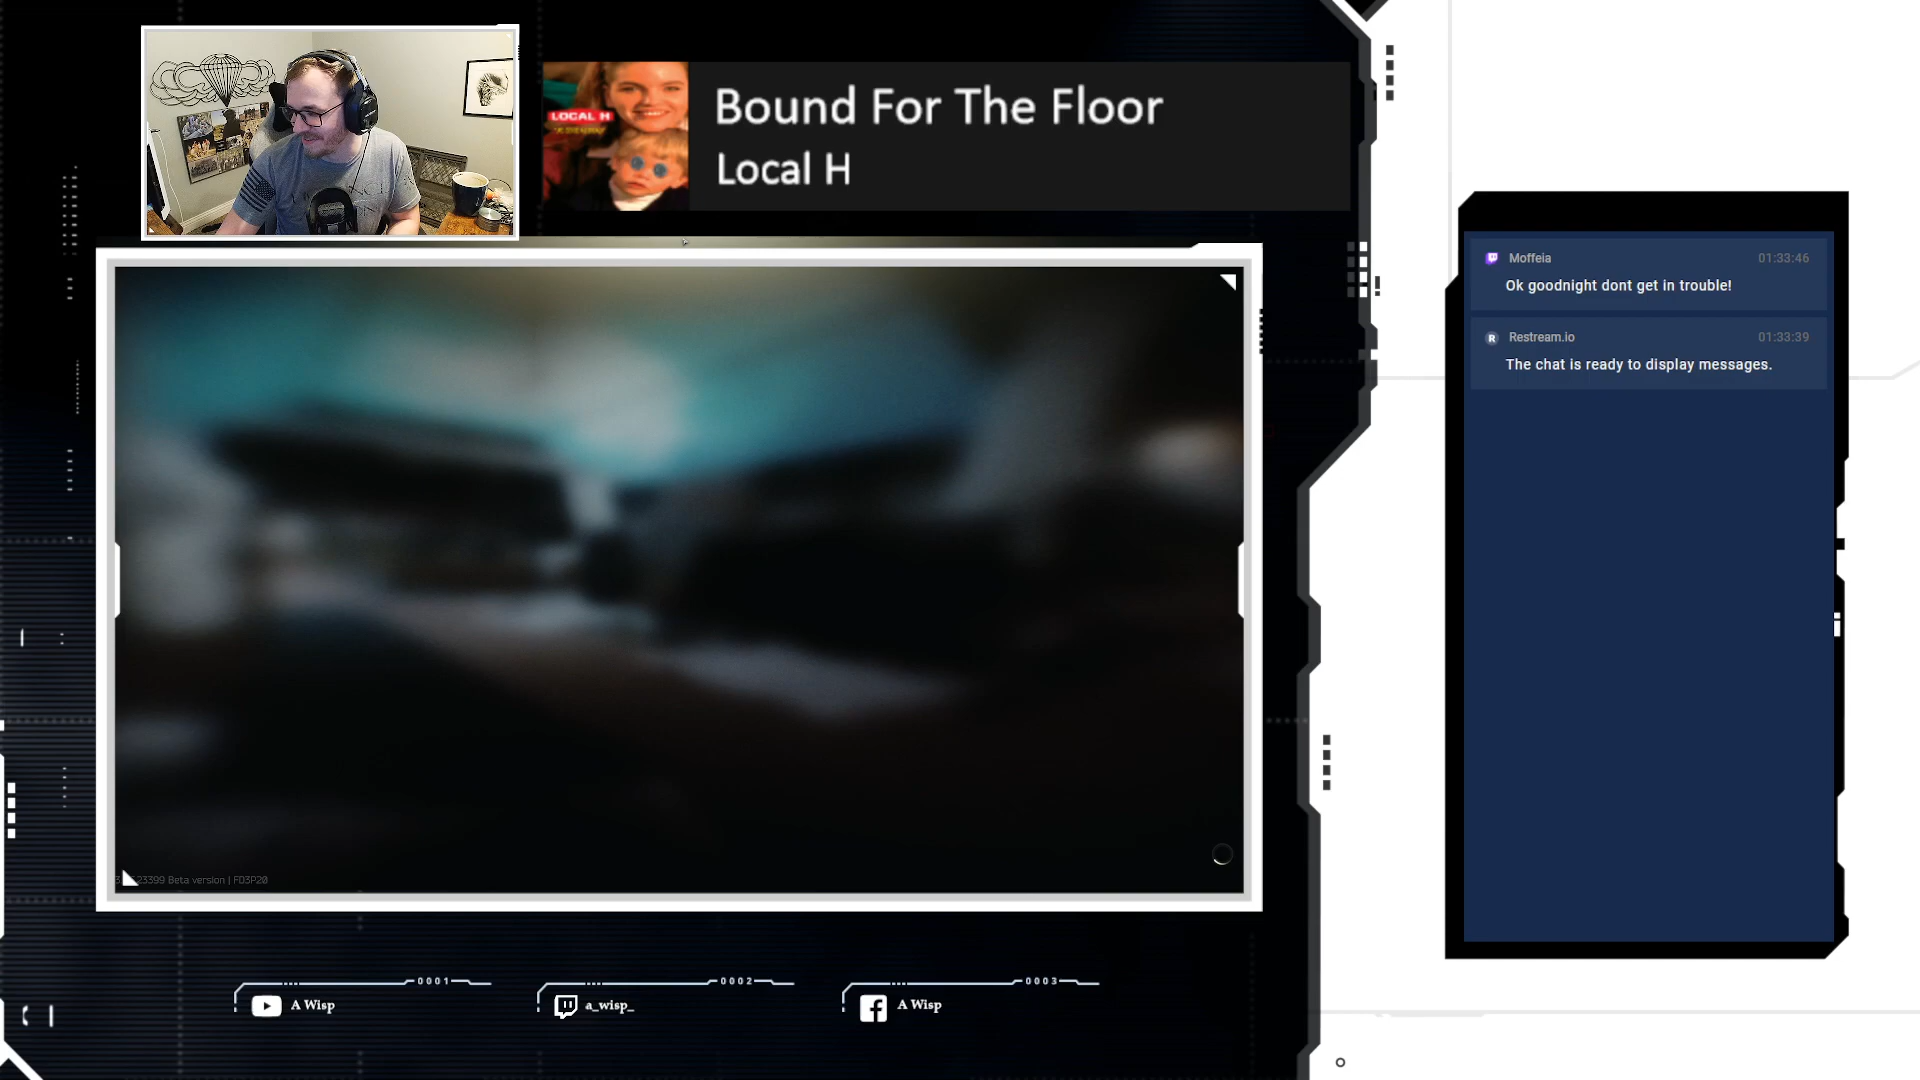 LOCAL H
Bound For The Floor
Local H
Moffeia
01:33:46
Ok goodnight dont get in trouble!
R
Restream.io
01:33:39
The chat is ready to display messages.
23399 Beta version | FD3P20
0001
A Wisp
0002
a_wisp_
0003
A Wisp